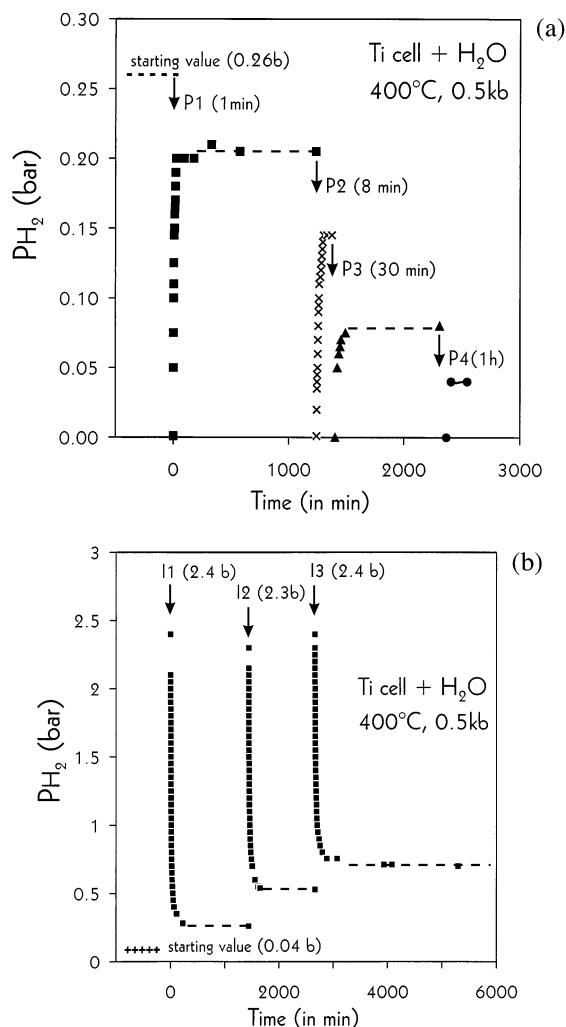 (a)
0.30
0.25
0.20
0.15
0.10
0.05
0.00
PH₂ (bar)
starting value (0.26b)
P1 (1min)
Ti cell + H₂O
400°C, 0.5kb
P2 (8 min)
P3 (30 min)
P4(1h)
0 1000 2000 3000
Time (in min)
(b)
3
2.5
2
1.5
1
0.5
0
PH₂ (bar)
I1 (2.4 b)
I2 (2.3b)
I3 (2.4 b)
Ti cell + H₂O
400°C, 0.5kb
starting value (0.04 b)
0 2000 4000 6000
Time (in min)